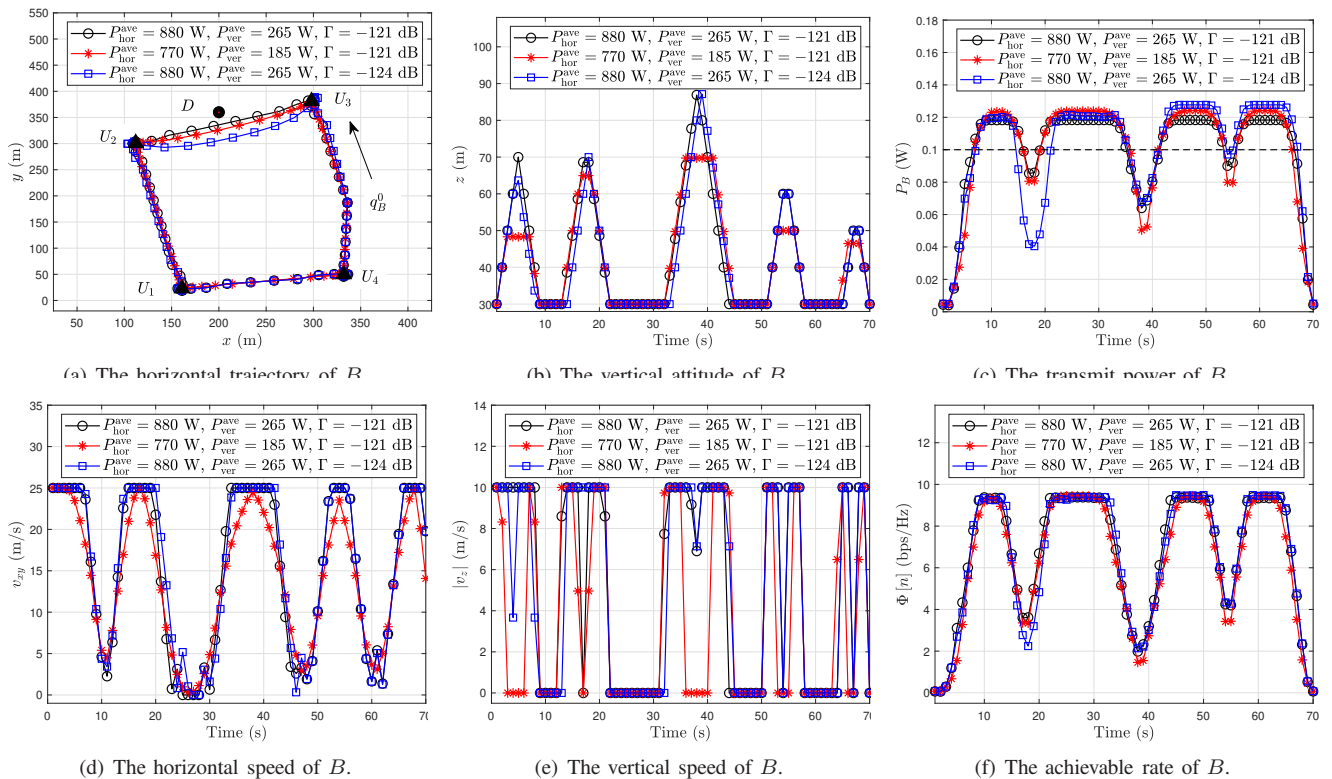 550
500
450
400
350
300
250
200
150
100
50
0
y (m)
P_hor^ave = 880 W, P_ver^ave = 265 W, Γ = −121 dB
P_hor^ave = 770 W, P_ver^ave = 185 W, Γ = −121 dB
P_hor^ave = 880 W, P_ver^ave = 265 W, Γ = −124 dB
D
U_3
U_2
q_B^0
U_1
U_4
50 100 150 200 250 300 350 400
x (m)
(a) The horizontal trajectory of B
100
90
80
70
60
50
40
30
z (m)
P_hor^ave = 880 W, P_ver^ave = 265 W, Γ = −121
P_hor^ave = 770 W, P_ver^ave = 185 W, Γ = −121
P_hor^ave = 880 W, P_ver^ave = 265 W, Γ = −124
10 20 30 40 50 60 70
Time (s)
(b) The vertical attitude of B
0.18
0.16
0.14
0.12
0.1
0.08
0.06
0.04
0.02
0
P_B (W)
P_hor^ave = 880 W, P_ver^ave = 265 W, Γ = −121
P_hor^ave = 770 W, P_ver^ave = 185 W, Γ = −121
P_hor^ave = 880 W, P_ver^ave = 265 W, Γ = −124
10 20 30 40 50 60 70
Time (s)
(c) The transmit power of B
35
30
25
20
15
10
5
0
v_xy (m/s)
P_hor^ave = 880 W, P_ver^ave = 265 W, Γ = −121 dB
P_hor^ave = 770 W, P_ver^ave = 185 W, Γ = −121 dB
P_hor^ave = 880 W, P_ver^ave = 265 W, Γ = −124 dB
0 10 20 30 40 50 60 70
Time (s)
(d) The horizontal speed of B.
14
12
10
8
6
4
2
0
|v_z| (m/s)
P_hor^ave = 880 W, P_ver^ave = 265 W, Γ = −121 dB
P_hor^ave = 770 W, P_ver^ave = 185 W, Γ = −121 dB
P_hor^ave = 880 W, P_ver^ave = 265 W, Γ = −124 dB
10 20 30 40 50 60 70
Time (s)
(e) The vertical speed of B.
12
10
8
6
4
2
0
Φ [n] (bps/Hz)
P_hor^ave = 880 W, P_ver^ave = 265 W, Γ = −121 dB
P_hor^ave = 770 W, P_ver^ave = 185 W, Γ = −121 dB
P_hor^ave = 880 W, P_ver^ave = 265 W, Γ = −124 dB
10 20 30 40 50 60 70
Time (s)
(f) The achievable rate of B.